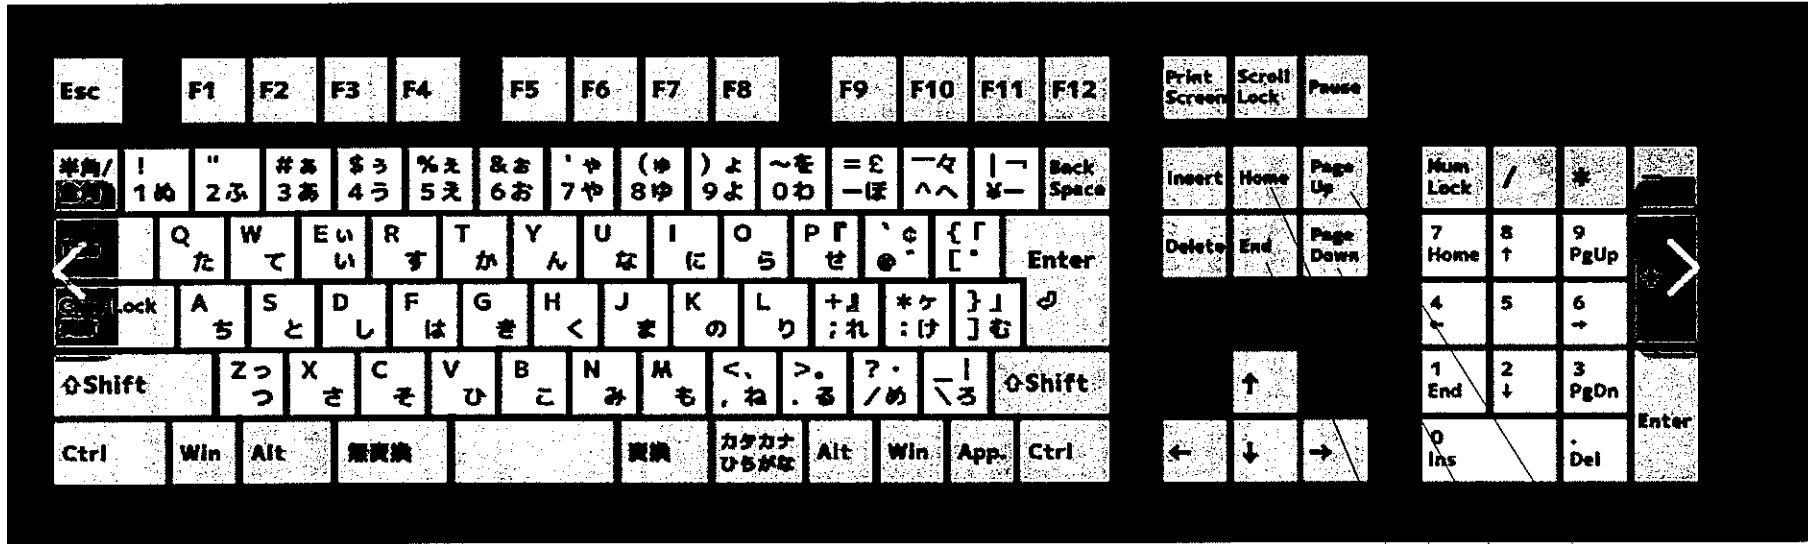 Esc F1 F2 F3 F4 F5 F6 F7 F8 F9 F10 F11 F12 Print Screen Scroll Lock Pause
半角/ ! 1 ぬ " 2 ふ # ぁ 3 あ $ ぅ 4 う % ぇ 5 え & ぉ 6 お ' ゃ 7 や ( ゅ 8 ゆ ) ょ 9 よ ～ を 0 わ = £ ー ほ ー 々 ^ へ | ¬ ¥ ー Back Space Insert Home Page Up Num Lock / *
Q た W て E ぃ い R す T か Y ん U な I に O ら P 『 せ ` ¢ @ ゛ { 「 [ ゜ Enter Delete End Page Down 7 Home 8 ↑ 9 PgUp
Lock A ち S と D し F は G き H く J ま K の L り + 』 ; れ * ヶ : け } 」 ] む 4 ← 5 6 →
⇧Shift Z っ つ X さ C そ V ひ B こ N み M も < 、 , ね > 。 . る ? ・ / め _ | \ ろ ⇧Shift ↑ 1 End 2 ↓ 3 PgDn Enter
Ctrl Win Alt 無変換 変換 カタカナ ひらがな Alt Win App. Ctrl ← ↓ → 0 Ins . Del